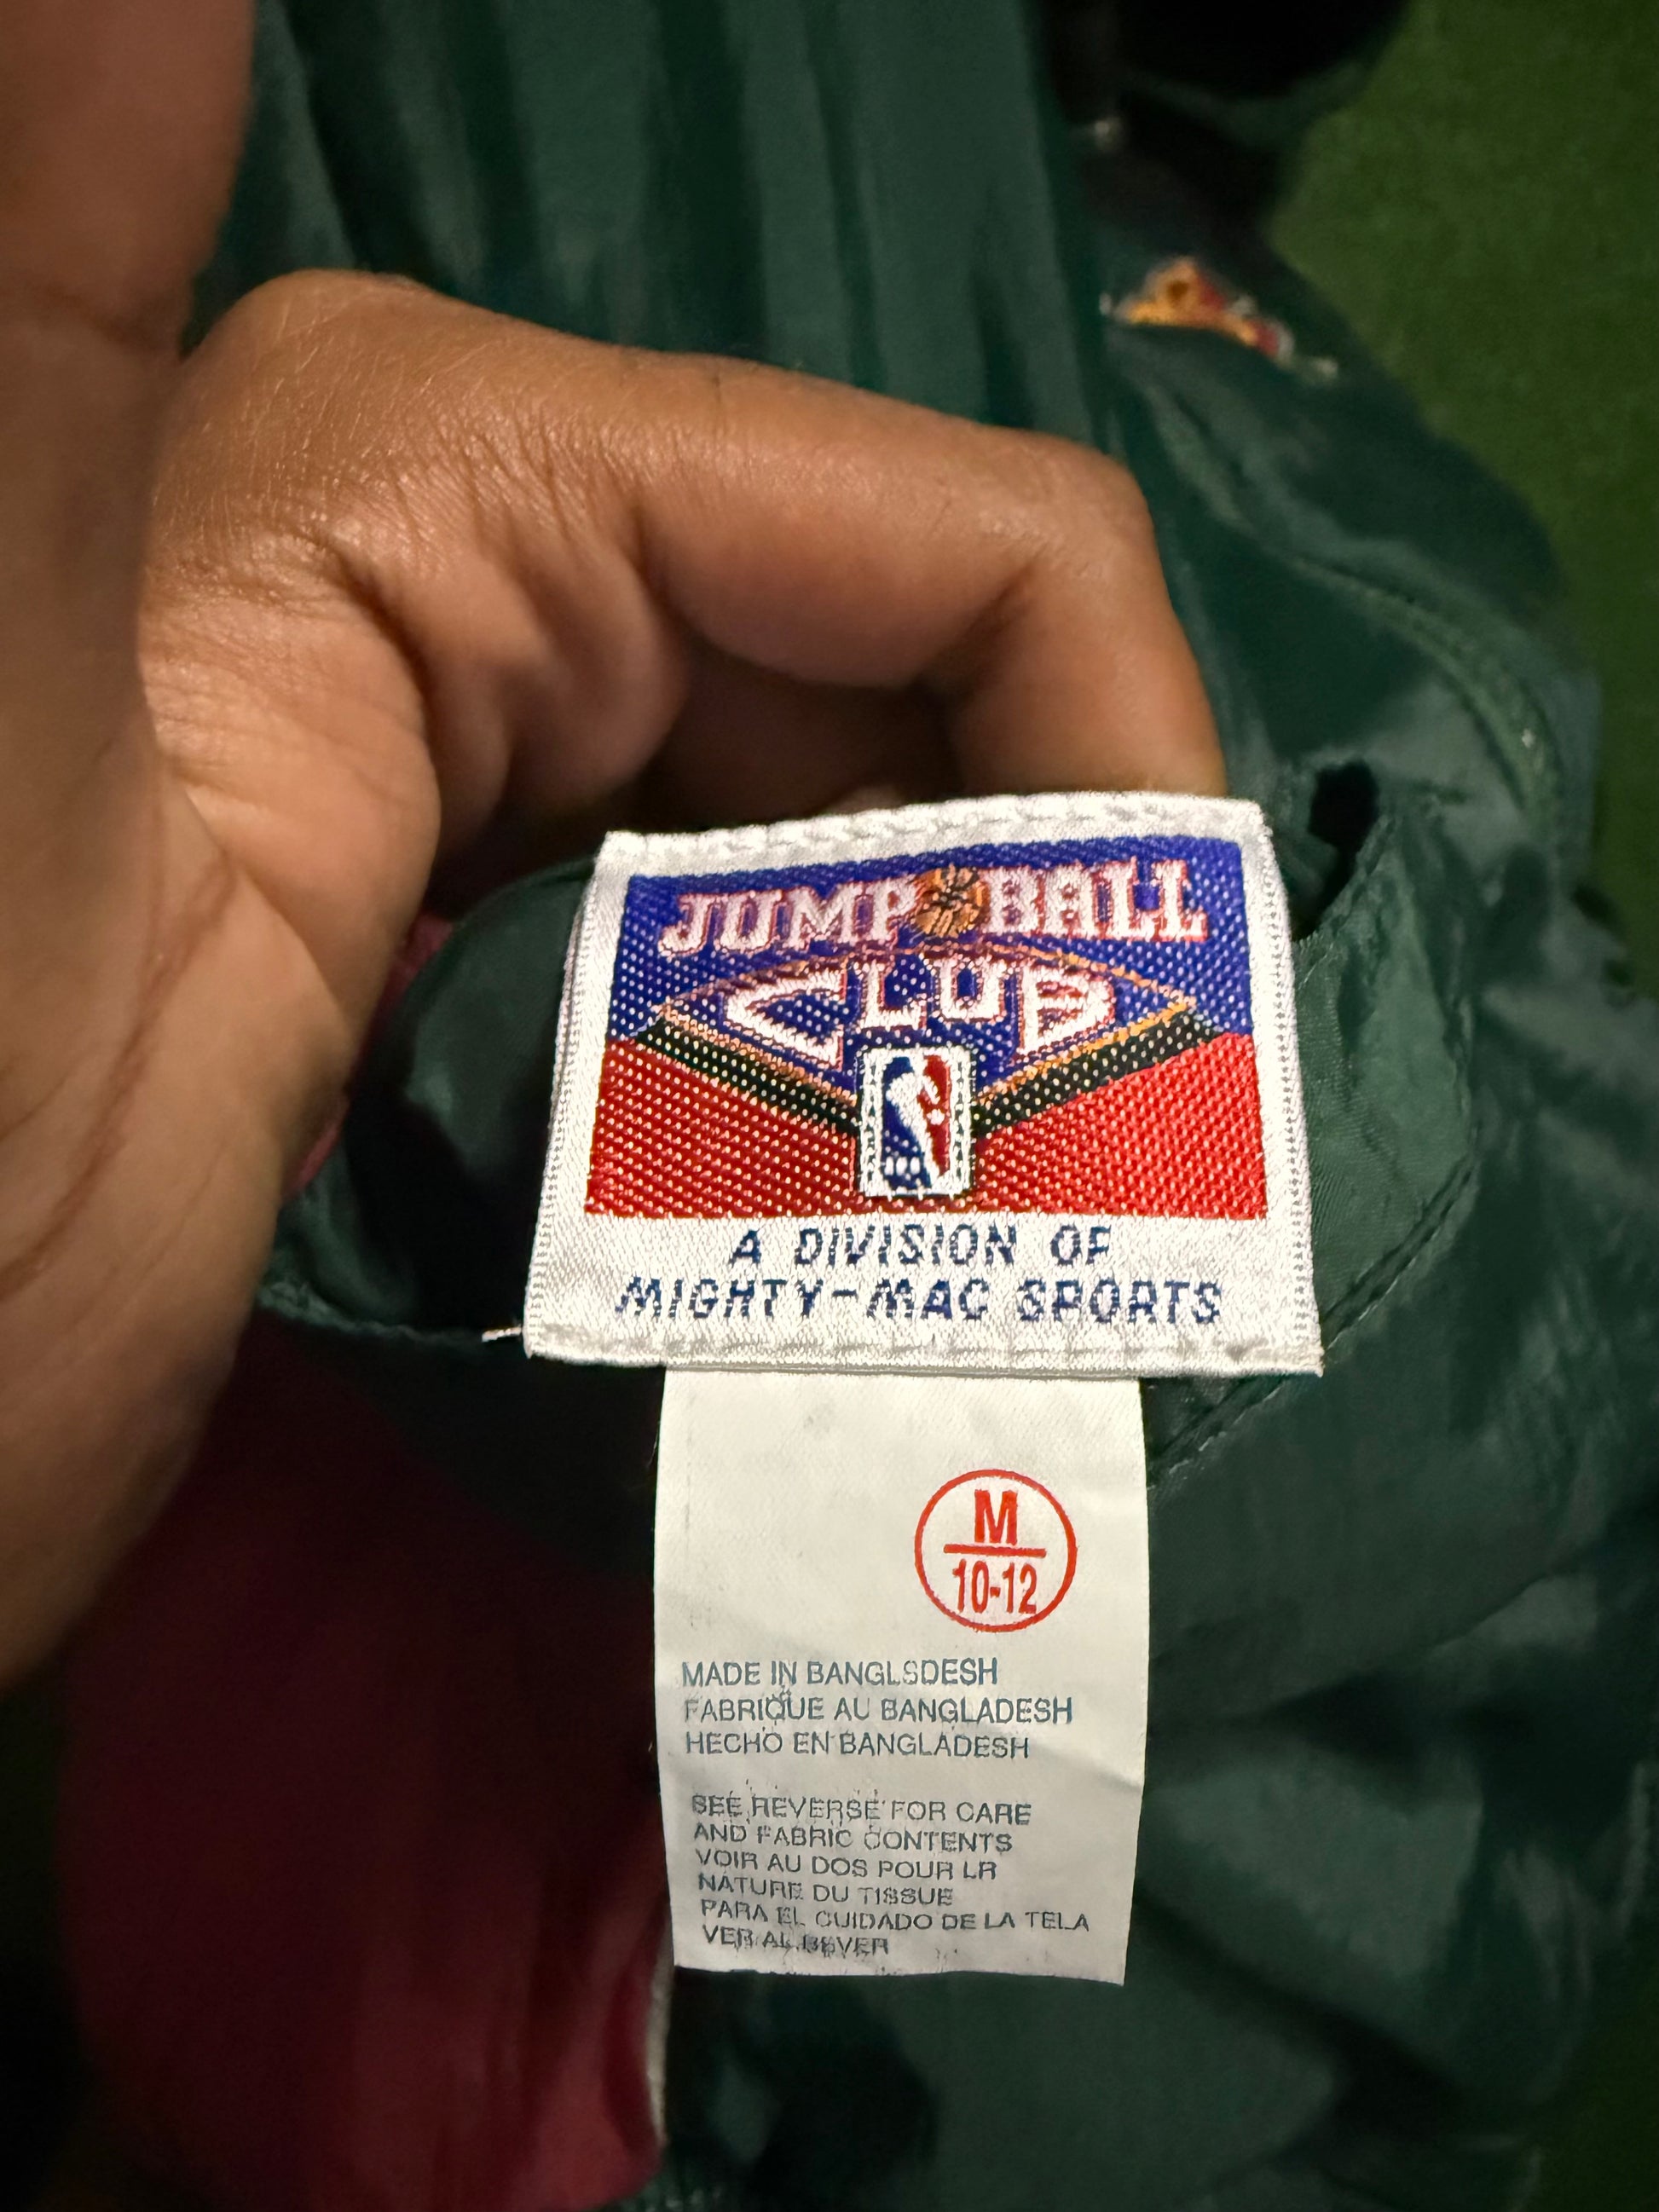 JUMP BALL
CLUB
A DIVISION OF
MIGHTY-MAC SPORTS
M
10-12
MADE IN BANGLSDESH
FABRIQUE AU BANGLADESH
HECHO EN BANGLADESH
SEE REVERSE FOR CARE
AND FABRIC CONTENTS
VOIR AU DOS POUR LR
NATURE DU TISSUE
PARA EL CUIDADO DE LA TELA
VER AL